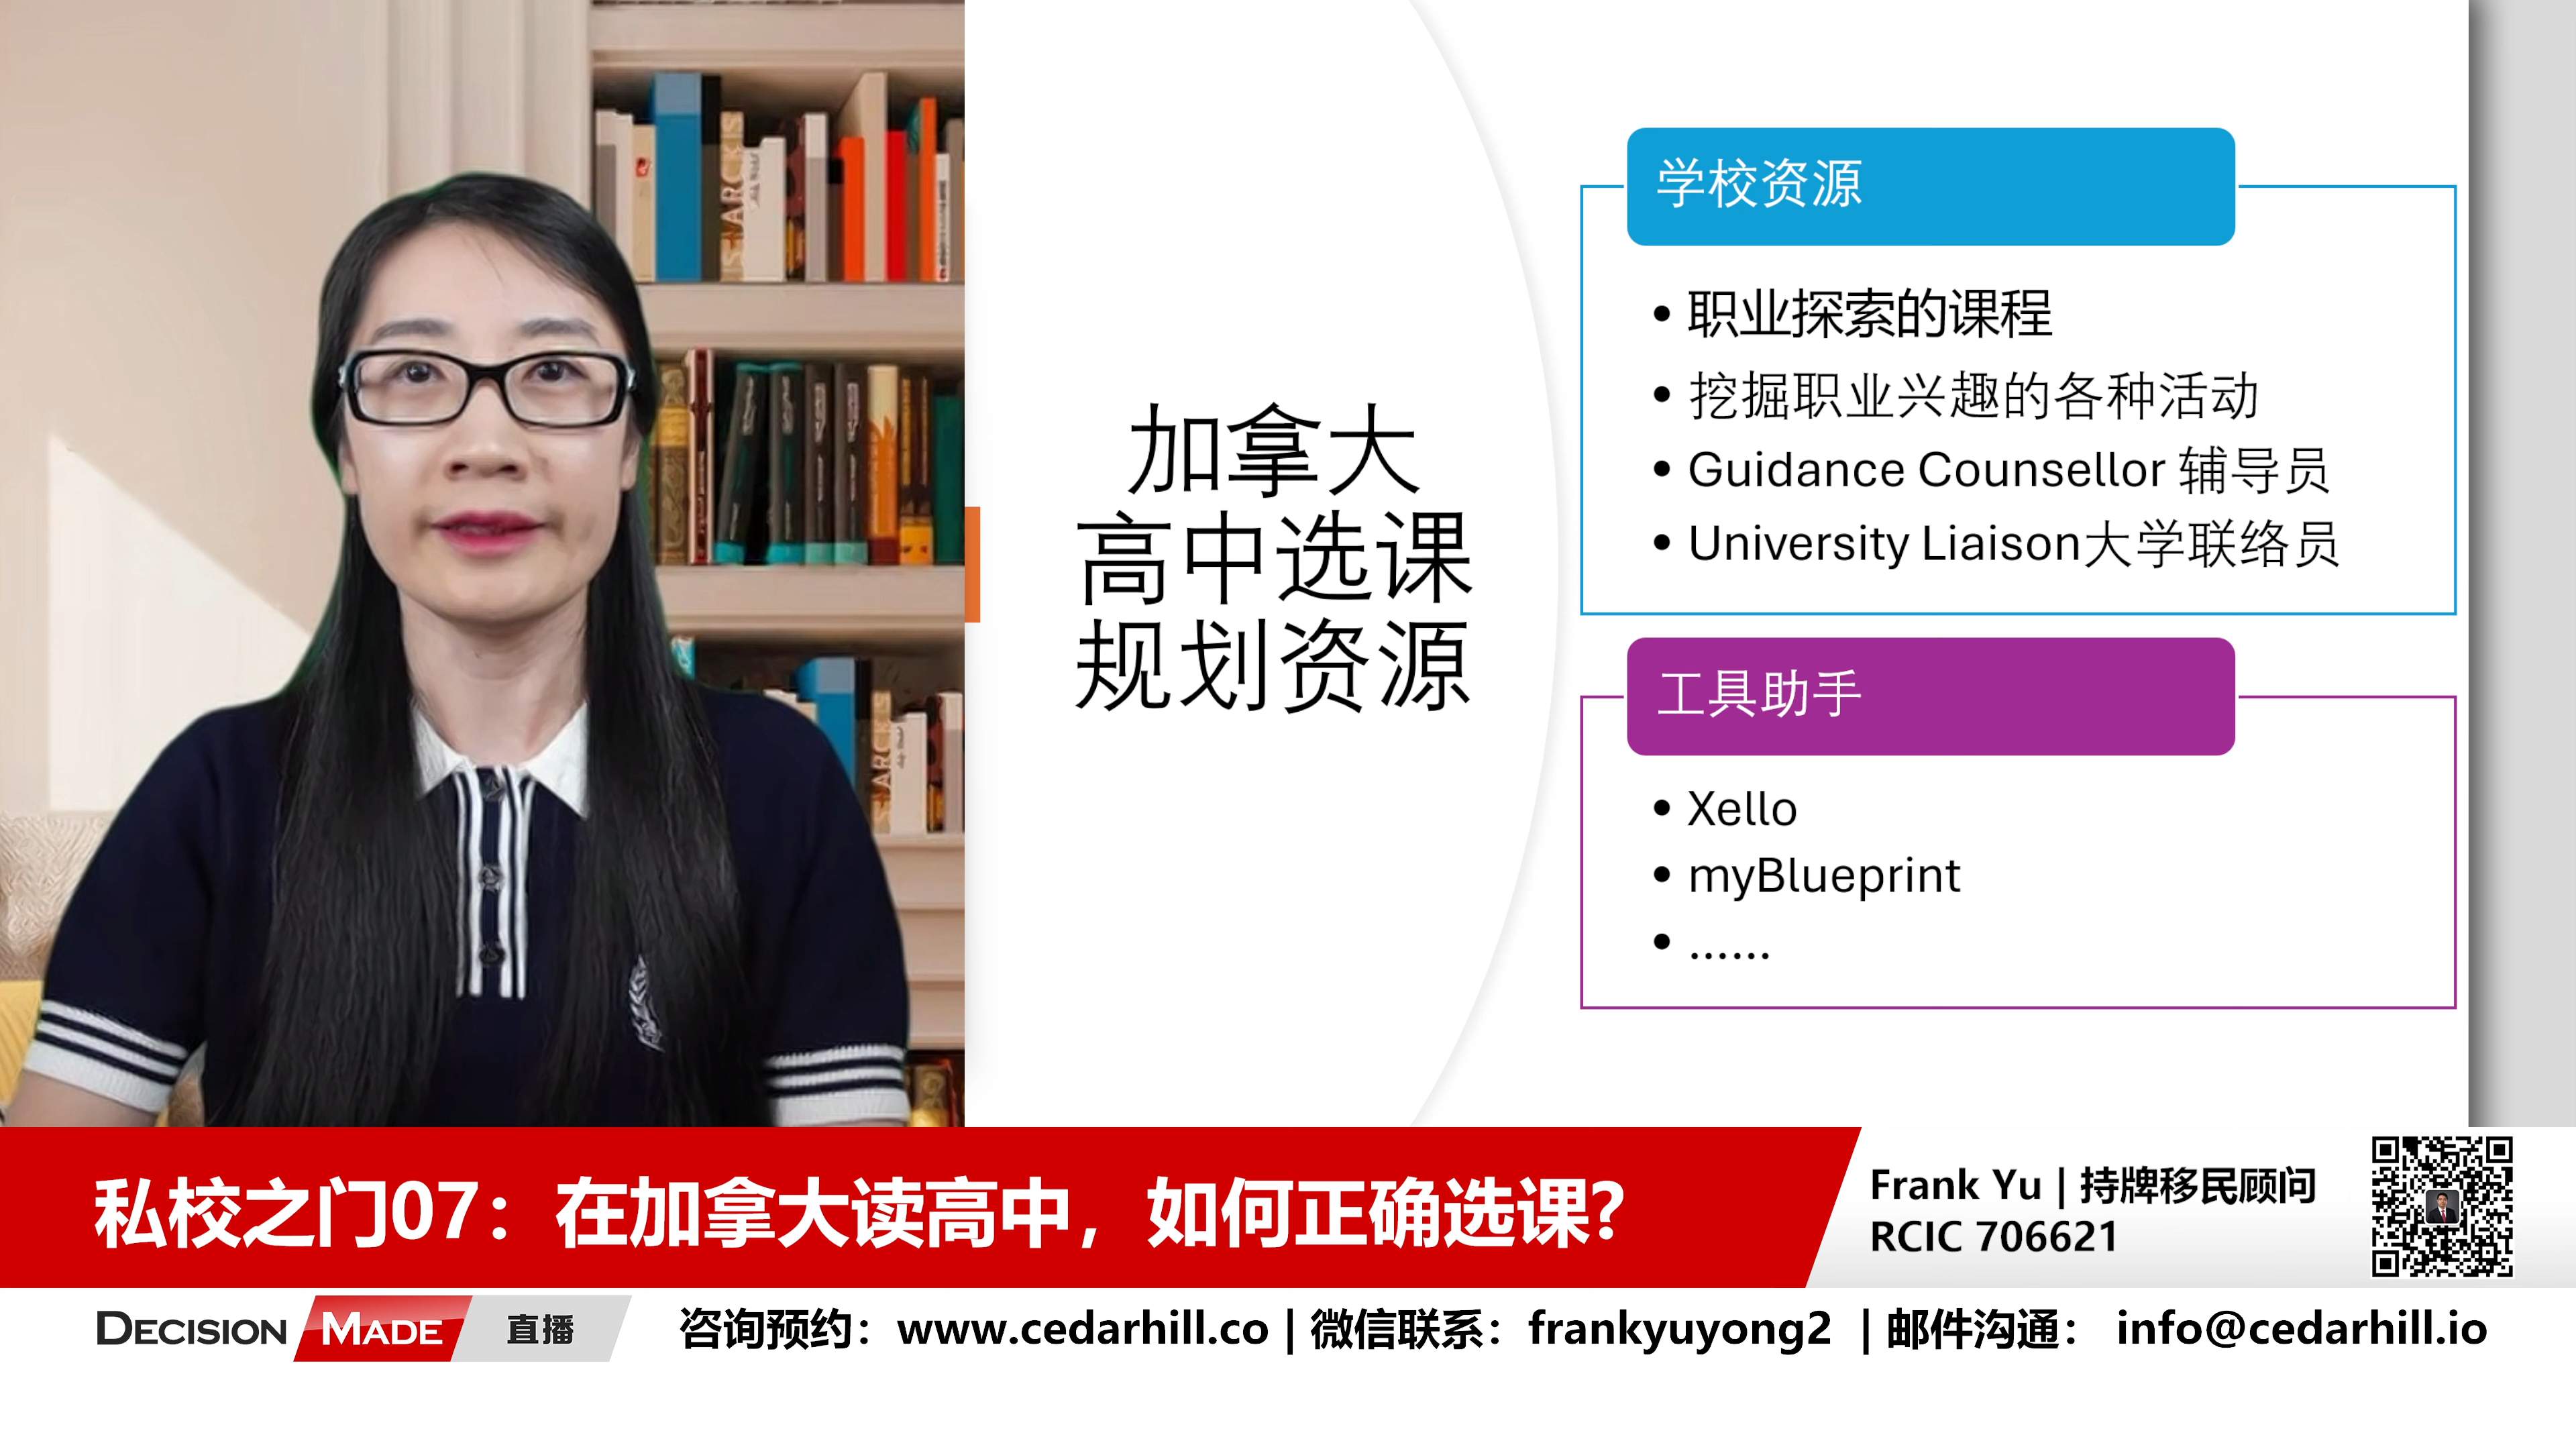 加拿大
高中选课
规划资源
学校资源
• 职业探索的课程
• 挖掘职业兴趣的各种活动
• Guidance Counsellor 辅导员
• University Liaison大学联络员
工具助手
• Xello
• myBlueprint
• ......
私校之门07：在加拿大读高中，如何正确选课?
Frank Yu | 持牌移民顾问
RCIC 706621
DECISION MADE 直播
咨询预约：www.cedarhill.co | 微信联系：frankyuyong2 | 邮件沟通： info@cedarhill.io